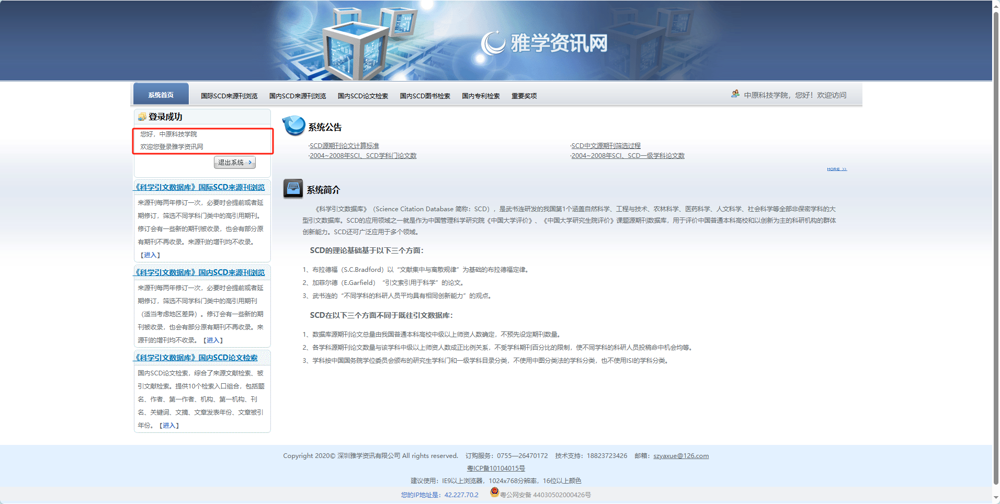 雅学资讯网
系统首页
国际SCD来源刊浏览
国内SCD来源刊浏览
国内SCD论文检索
国内SCD图书检索
国内专利检索
重要奖项
中原科技学院，您好！欢迎访问
登录成功
您好，中原科技学院
欢迎您登录雅学资讯网
退出系统
《科学引文数据库》国际SCD来源刊浏览
来源刊每两年修订一次，必要时会提前或者延
期修订，筛选不同学科门类中的高引用期刊。
修订会有一些新的期刊被收录，也会有部分原
有期刊不再收录。来源刊的增刊均不收录。
【进入】
《科学引文数据库》国内SCD来源刊浏览
来源刊每两年修订一次，必要时会提前或者延
期修订，筛选不同学科门类中的高引用期刊
（适当考虑地区差异）。修订会有一些新的期
刊被收录，也会有部分原有期刊不再收录。来
源刊的增刊均不收录。【进入】
《科学引文数据库》国内SCD论文检索
国内SCD论文检索，综合了来源文献检索、被
引文献检索。提供10个检索入口组合，包括题
名、作者、第一作者、机构、第一机构、刊
名、关键词、文摘、文章发表年份、文章被引
年份。【进入】
系统公告
·SCD源期刊论文计算标准
·SCD中文源期刊筛选过程
·2004~2008年SCI、SCD学科门论文数
·2004~2008年SCI、SCD一级学科论文数
MORE >>
系统简介
《科学引文数据库》（Science Citation Database 简称：SCD），是武书连研发的我国第1个涵盖自然科学、工程与技术、农林科学、医药科学、人文科学、社会科学等全部非保密学科的大
型引文数据库。SCD的应用领域之一就是作为中国管理科学研究院《中国大学评价》、《中国大学研究生院评价》课题源期刊数据库，用于评价中国普通本科高校和以创新为主的科研机构的群体
创新能力。SCD还可广泛应用于多个领域。
SCD的理论基础基于以下三个方面：
1、布拉德福（S.C.Bradford）以“文献集中与离散规律”为基础的布拉德福定律。
2、加菲尔德（E.Garfield）“引文索引用于科学”的论文。
3、武书连的“不同学科的科研人员平均具有相同创新能力”的观点。
SCD在以下三个方面不同于既往引文数据库：
1、数据库源期刊论文总量由我国普通本科高校中级以上师资人数确定，不预先设定期刊数量。
2、各学科源期刊论文数量与该学科中级以上师资人数成正比例关系，不受学科期刊百分比的限制，使不同学科的科研人员投稿命中机会均等。
3、学科按中国国务院学位委员会颁布的研究生学科门和一级学科目录分类，不使用中图分类法的学科分类，也不使用ISI的学科分类。
Copyright 2020© 深圳雅学资讯有限公司 All rights reserved. 订购服务：0755—26470172 技术支持：18823723426 邮箱：szyaxue@126.com
粤ICP备10104015号
建议使用：IE9以上浏览器，1024x768分辨率，16位以上颜色
您的IP地址是：42.227.70.2 粤公网安备 44030502000426号